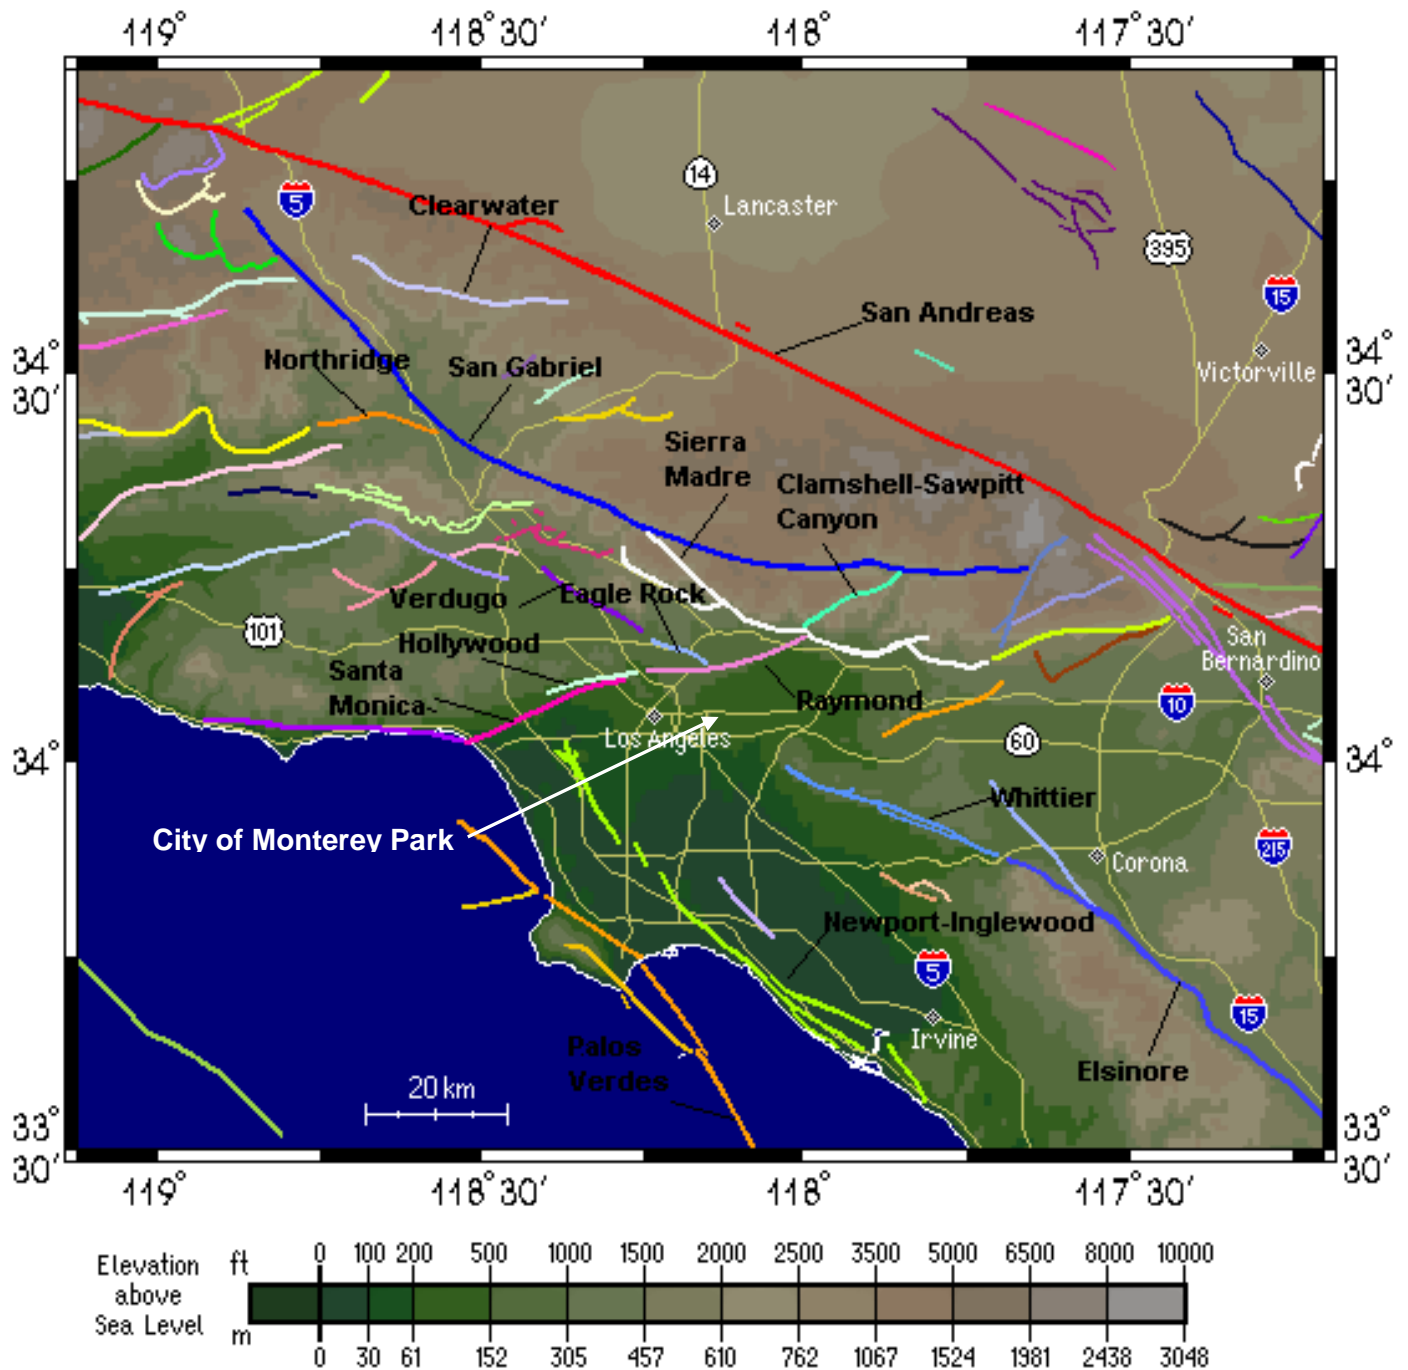 119° 118° 30′ 118° 117° 30′
14
5
Clearwater
Lancaster
395
15
San Andreas
34°
30′
34°
30′
Northridge
San Gabriel
Victorville
Sierra
Madre
Clamshell-Sawpitt
Canyon
Verdugo
Eagle Rock
101
Hollywood
San
Bernardino
Santa
Monica
Raymond
10
Los Angeles
60
34°
34°
Whittier
City of Monterey Park
215
Corona
Newport-Inglewood
5
15
Irvine
Palos
Verdes
Elsinore
20 km
33°
30′
33°
30′
119° 118° 30′ 118° 117° 30′
Elevation
above
Sea Level
ft 0 100 200 500 1000 1500 2000 2500 3500 5000 6500 8000 10000
m 0 30 61 152 305 457 610 762 1067 1524 1981 2438 3048